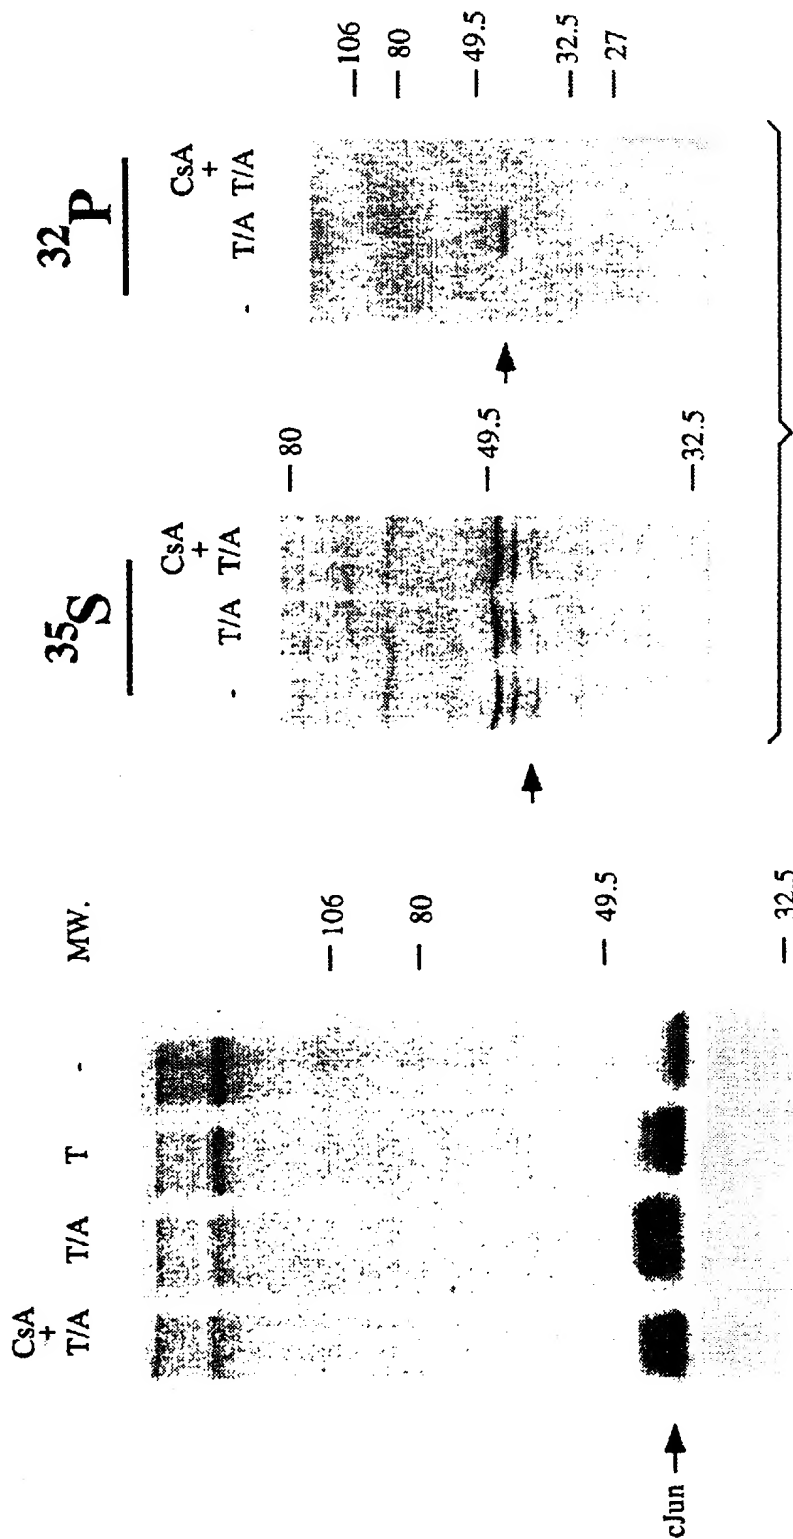 CsA
+
T/A T/A T - MW.
— 106
— 80
— 49.5
— 32.5
cJun
35S
CsA
+
- T/A T/A
— 80
— 49.5
— 32.5
32P
CsA
+
- T/A T/A
— 106
— 80
— 49.5
— 32.5
— 27